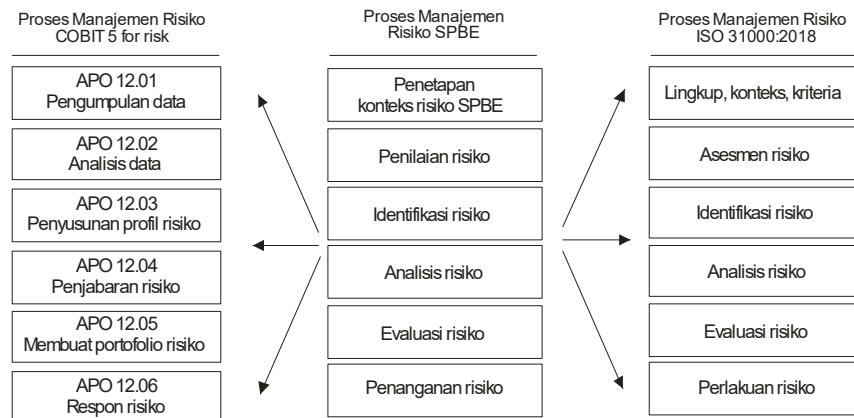 Proses Manajemen Risiko
COBIT 5 for risk
APO 12.01
Pengumpulan data
APO 12.02
Analisis data
APO 12.03
Penyusunan profil risiko
APO 12.04
Penjabaran risiko
APO 12.05
Membuat portofolio risiko
APO 12.06
Respon risiko
Proses Manajemen
Risiko SPBE
Penetapan
konteks risiko SPBE
Penilaian risiko
Identifikasi risiko
Analisis risiko
Evaluasi risiko
Penanganan risiko
Proses Manajemen Risiko
ISO 31000:2018
Lingkup, konteks, kriteria
Asesmen risiko
Identifikasi risiko
Analisis risiko
Evaluasi risiko
Perlakuan risiko